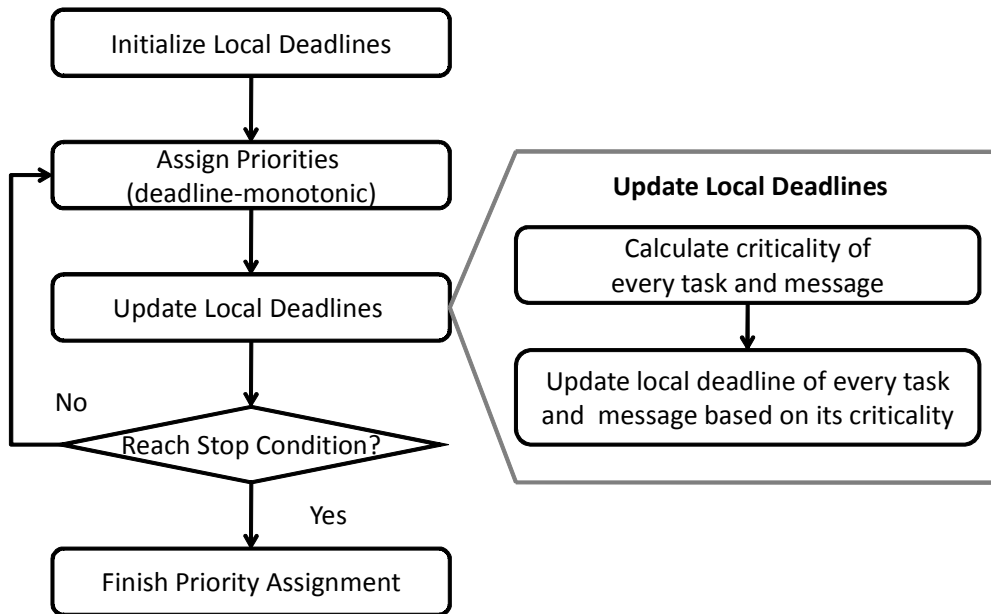 Initialize Local Deadlines
Assign Priorities
(deadline-monotonic)
Update Local Deadlines
No
Reach Stop Condition?
Yes
Finish Priority Assignment
Update Local Deadlines
Calculate criticality of
every task and message
Update local deadline of every task
and message based on its criticality